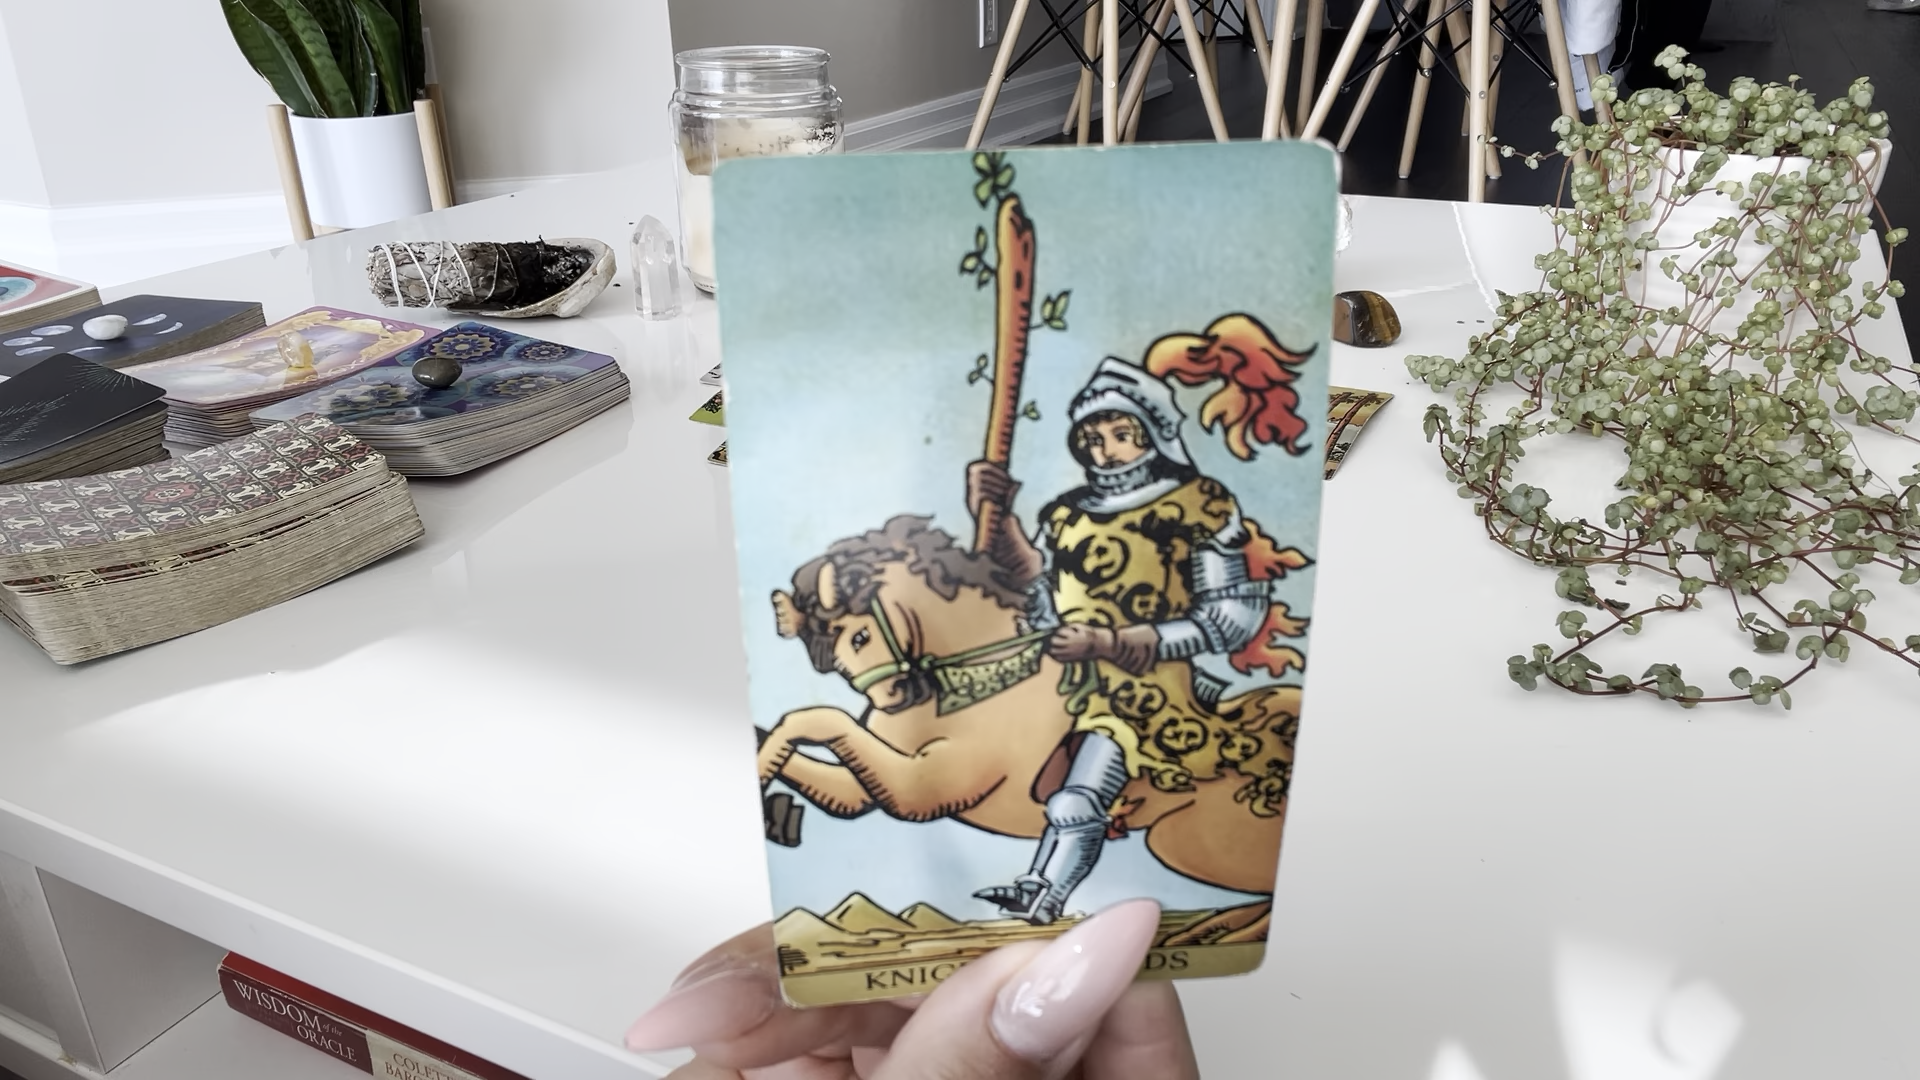 KNIG DS
WISDOM of the
ORACLE
COLET
BAR